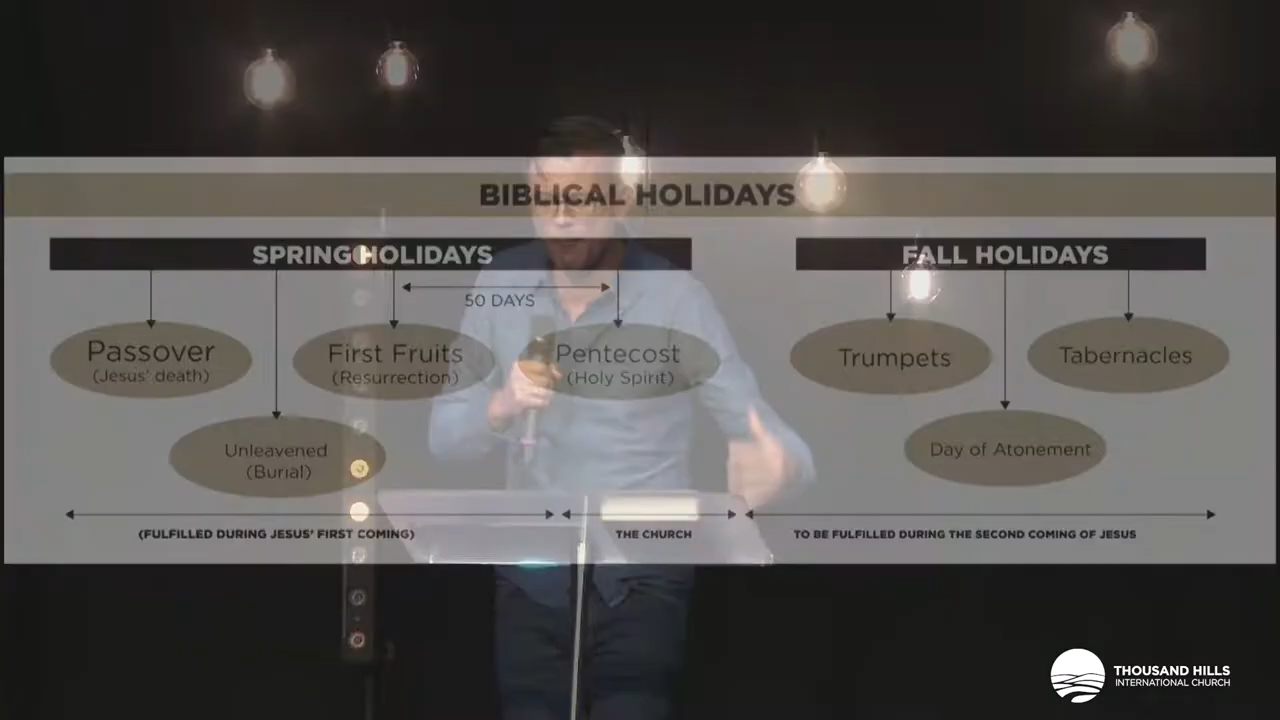 BIBLICAL HOLIDAYS
SPRING HOLIDAYS
FALL HOLIDAYS
50 DAYS
Passover
(Jesus' death)
First Fruits
(Resurrection)
Pentecost
(Holy Spirit)
Trumpets
Tabernacles
Unleavened
(Burial)
Day of Atonement
(FULFILLED DURING JESUS' FIRST COMING)
THE CHURCH
TO BE FULFILLED DURING THE SECOND COMING OF JESUS
THOUSAND HILLS
INTERNATIONAL CHURCH